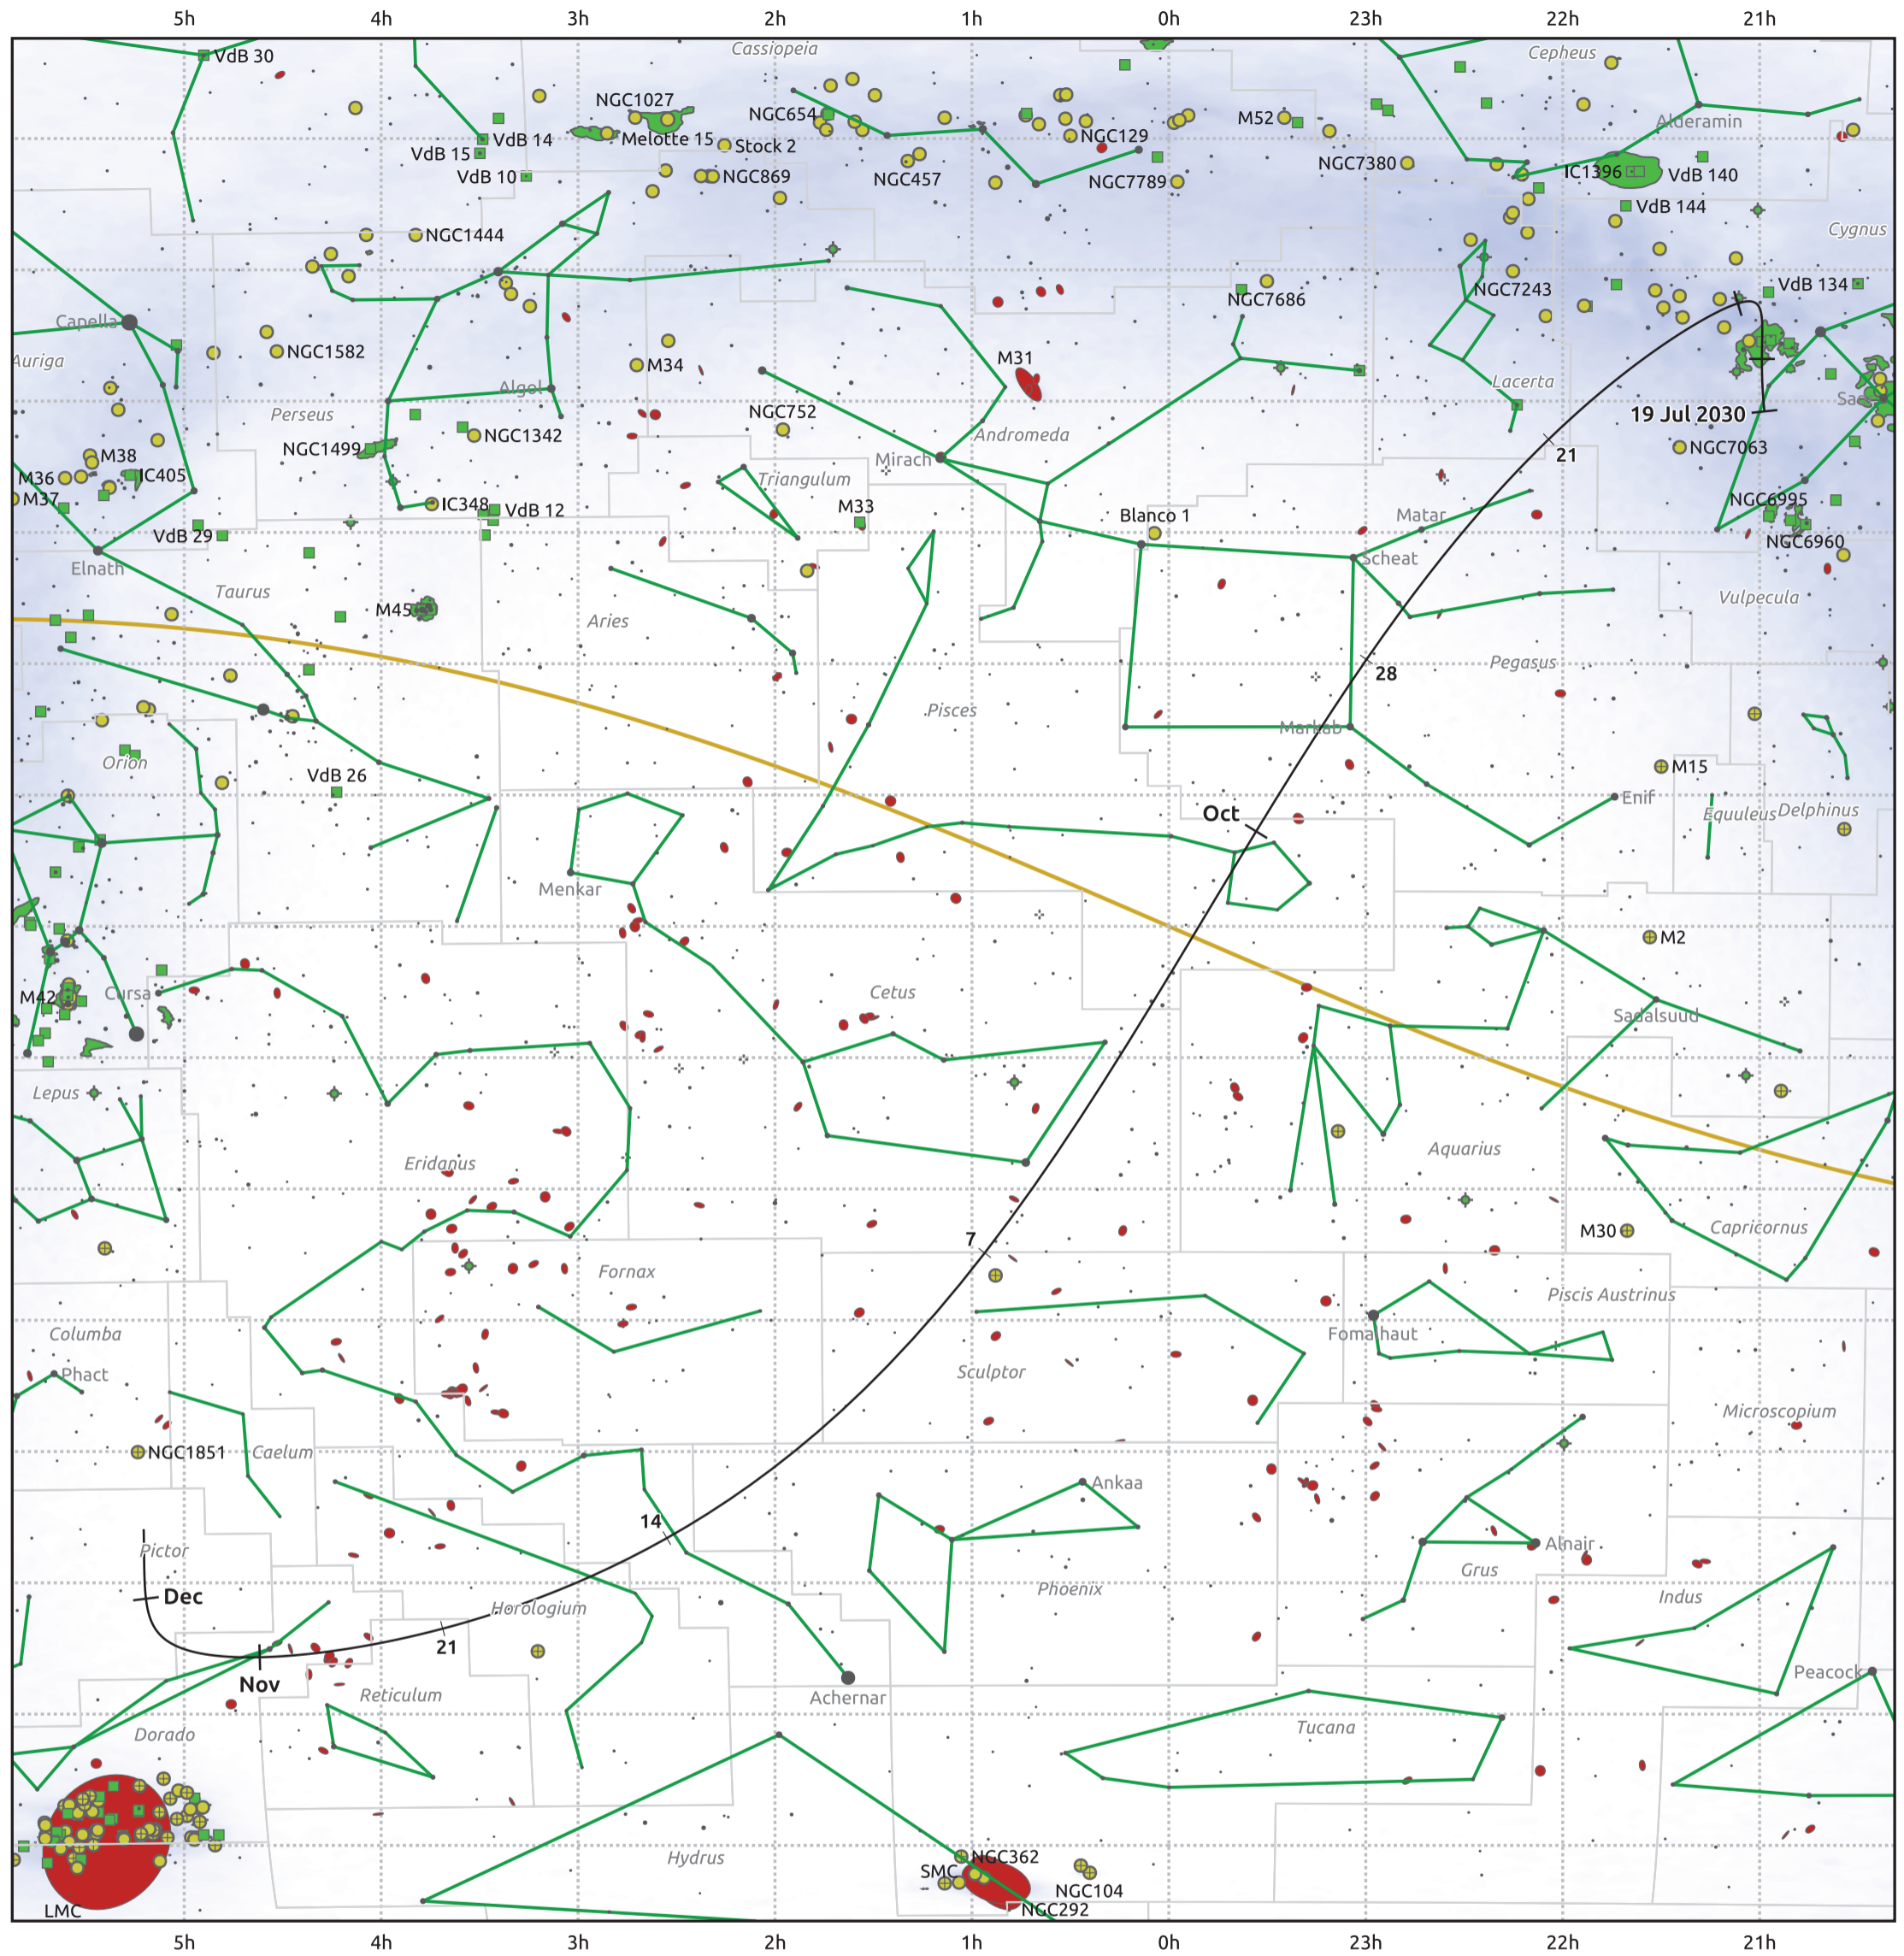 5h 4h 3h 2h 1h 0h 23h 22h 21h
Cassiopeia
Cepheus
VdB 30
NGC1027
NGC654
M52
Alderamin
VdB 14
Melotte 15
Stock 2
NGC129
VdB 15
VdB 10
NGC869
NGC457
NGC7789
NGC7380
IC1396
VdB 140
VdB 144
NGC1444
Cygnus
NGC7686
NGC7243
VdB 134
Capella
Auriga
NGC1582
M34
M31
Algol
Lacerta
Sad
Perseus
NGC752
19 Jul 2030
NGC1342
Andromeda
NGC1499
M38
Mirach
21
NGC7063
M36
IC405
Triangulum
M37
IC348
VdB 12
M33
Blanco 1
Matar
NGC6995
VdB 29
NGC6960
Elnath
Scheat
Taurus
M45
Aries
Vulpecula
Pegasus
28
Pisces
Markab
Orion
VdB 26
M15
Enif
Oct
Equuleus
Delphinus
Menkar
M2
M42
Cursa
Cetus
Sadalsuud
Lepus
Aquarius
Eridanus
Capricornus
M30
7
Fornax
Piscis Austrinus
Columba
Fomalhaut
Phact
Sculptor
Microscopium
NGC1851
Caelum
Ankaa
14
Pictor
Alnair
Grus
Phoenix
Dec
Horologium
Indus
21
Nov
Reticulum
Achernar
Peacock
Dorado
Tucana
Hydrus
NGC362
SMC
NGC104
LMC
NGC292
5h 4h 3h 2h 1h 0h 23h 22h 21h